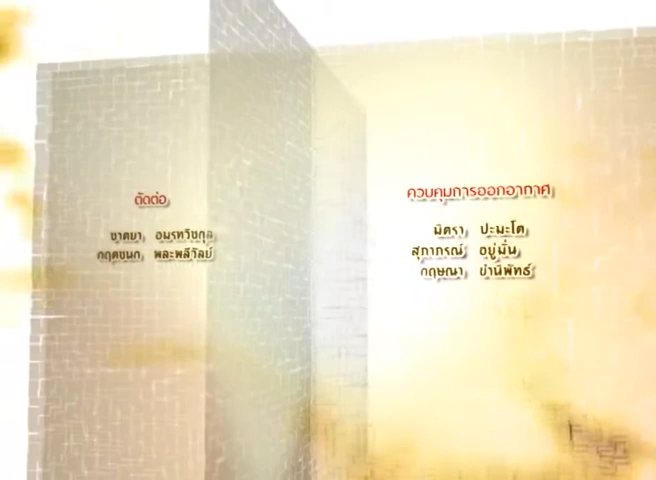 ตัดต่อ
ชาตยา อมรทวิชกุล
กฤตชนก พละพลีวัลย์
ควบคุมการออกอากาศ
มิตรา ปะมะโต
สุภาภรณ์ อยู่มั่น
กฤษณา ขำนิพัทธ์